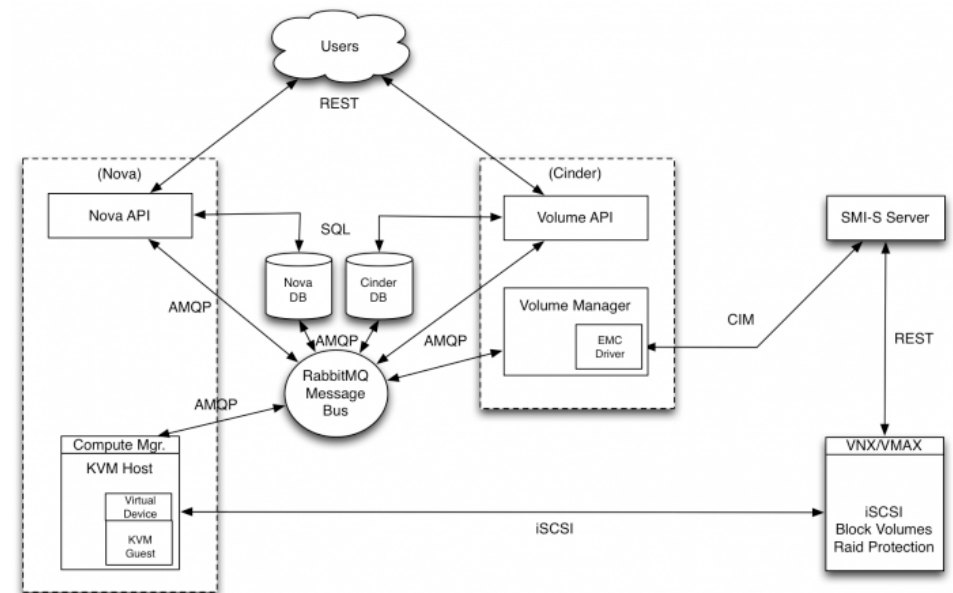 Users
REST
(Nova)
Nova API
(Cinder)
Volume API
SMI-S Server
SQL
Nova
DB
Cinder
DB
AMQP
AMQP
AMQP
Volume Manager
EMC
Driver
CIM
REST
RabbitMQ
Message
Bus
AMQP
Compute Mgr.
KVM Host
Virtual
Device
KVM
Guest
iSCSI
VNX/VMAX
iSCSI
Block Volumes
Raid Protection